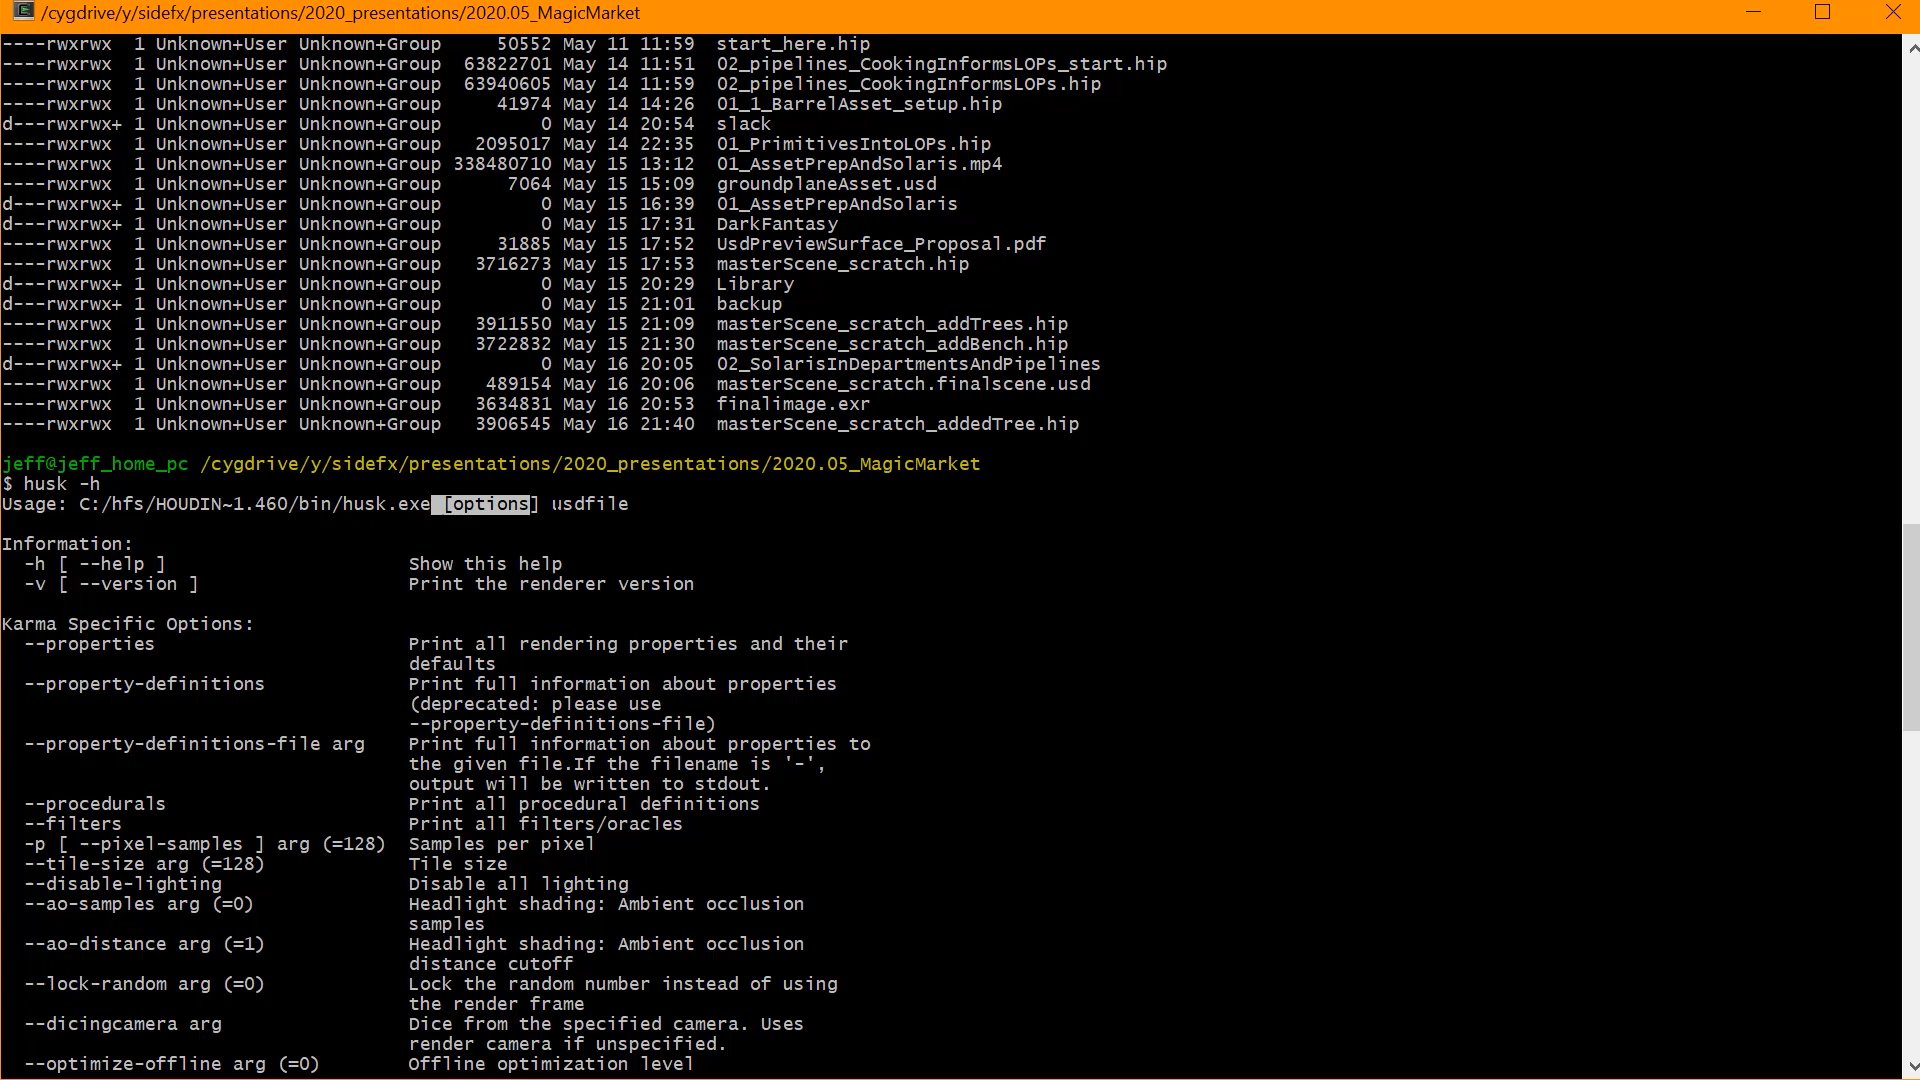 /cygdrive/y/sidefx/presentations/2020_presentations/2020.05_MagicMarket
----rwxrwx  1 Unknown+User Unknown+Group     50552 May 11 11:59  start_here.hip
----rwxrwx  1 Unknown+User Unknown+Group  63822701 May 14 11:51  02_pipelines_CookingInformsLOPs_start.hip
----rwxrwx  1 Unknown+User Unknown+Group  63940605 May 14 11:59  02_pipelines_CookingInformsLOPs.hip
----rwxrwx  1 Unknown+User Unknown+Group     41974 May 14 14:26  01_1_BarrelAsset_setup.hip
d---rwxrwx+ 1 Unknown+User Unknown+Group         0 May 14 20:54  slack
----rwxrwx  1 Unknown+User Unknown+Group   2095017 May 14 22:35  01_PrimitivesIntoLOPs.hip
----rwxrwx  1 Unknown+User Unknown+Group 338480710 May 15 13:12  01_AssetPrepAndSolaris.mp4
----rwxrwx  1 Unknown+User Unknown+Group      7064 May 15 15:09  groundplaneAsset.usd
d---rwxrwx+ 1 Unknown+User Unknown+Group         0 May 15 16:39  01_AssetPrepAndSolaris
d---rwxrwx+ 1 Unknown+User Unknown+Group         0 May 15 17:31  DarkFantasy
----rwxrwx  1 Unknown+User Unknown+Group     31885 May 15 17:52  UsdPreviewSurface_Proposal.pdf
----rwxrwx  1 Unknown+User Unknown+Group   3716273 May 15 17:53  masterScene_scratch.hip
d---rwxrwx+ 1 Unknown+User Unknown+Group         0 May 15 20:29  Library
d---rwxrwx+ 1 Unknown+User Unknown+Group         0 May 15 21:01  backup
----rwxrwx  1 Unknown+User Unknown+Group   3911550 May 15 21:09  masterScene_scratch_addTrees.hip
----rwxrwx  1 Unknown+User Unknown+Group   3722832 May 15 21:30  masterScene_scratch_addBench.hip
d---rwxrwx+ 1 Unknown+User Unknown+Group         0 May 16 20:05  02_SolarisInDepartmentsAndPipelines
----rwxrwx  1 Unknown+User Unknown+Group    489154 May 16 20:06  masterScene_scratch.finalscene.usd
----rwxrwx  1 Unknown+User Unknown+Group   3634831 May 16 20:53  finalimage.exr
----rwxrwx  1 Unknown+User Unknown+Group   3906545 May 16 21:40  masterScene_scratch_addedTree.hip
jeff@jeff_home_pc /cygdrive/y/sidefx/presentations/2020_presentations/2020.05_MagicMarket
$ husk -h
Usage: C:/hfs/HOUDIN~1.460/bin/husk.exe [options] usdfile
Information:
  -h [ --help ]                      Show this help
  -v [ --version ]                   Print the renderer version
Karma Specific Options:
  --properties                       Print all rendering properties and their
                                     defaults
  --property-definitions             Print full information about properties
                                     (deprecated: please use
                                     --property-definitions-file)
  --property-definitions-file arg    Print full information about properties to
                                     the given file.If the filename is '-',
                                     output will be written to stdout.
  --procedurals                      Print all procedural definitions
  --filters                          Print all filters/oracles
  -p [ --pixel-samples ] arg (=128)  Samples per pixel
  --tile-size arg (=128)             Tile size
  --disable-lighting                 Disable all lighting
  --ao-samples arg (=0)              Headlight shading: Ambient occlusion
                                     samples
  --ao-distance arg (=1)             Headlight shading: Ambient occlusion
                                     distance cutoff
  --lock-random arg (=0)             Lock the random number instead of using
                                     the render frame
  --dicingcamera arg                 Dice from the specified camera. Uses
                                     render camera if unspecified.
  --optimize-offline arg (=0)        Offline optimization level